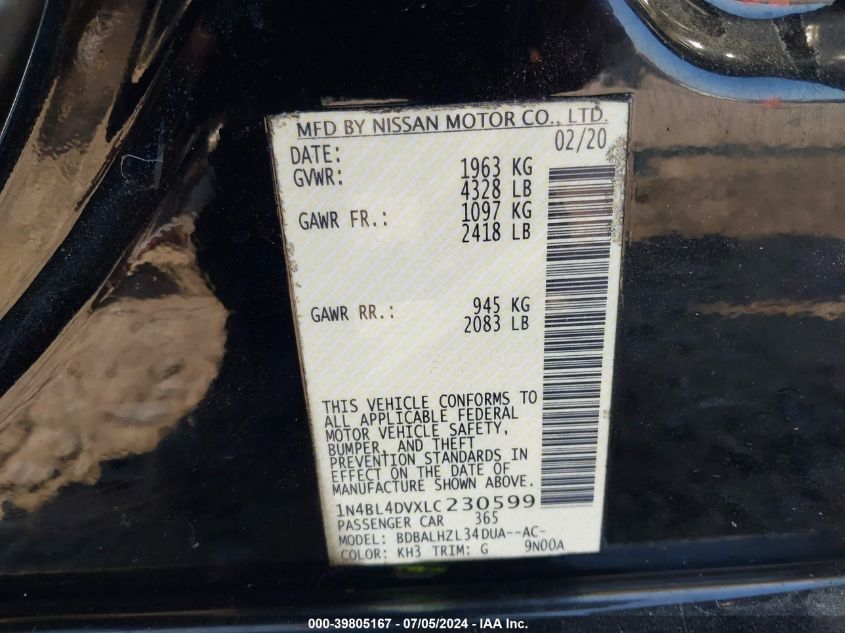 MFD BY NISSAN MOTOR CO., LTD.
DATE: 02/20
GVWR: 1963 KG
4328 LB
GAWR FR.: 1097 KG
2418 LB
GAWR RR.: 945 KG
2083 LB
THIS VEHICLE CONFORMS TO
ALL APPLICABLE FEDERAL
MOTOR VEHICLE SAFETY,
BUMPER, AND THEFT
PREVENTION STANDARDS IN
EFFECT ON THE DATE OF
MANUFACTURE SHOWN ABOVE.
1N4BL4DVXLC230599
PASSENGER CAR 365
MODEL: BDBALHZL34DUA--AC-
COLOR: KH3 TRIM: G 9N00A
000-39805167 - 07/05/2024 - IAA Inc.